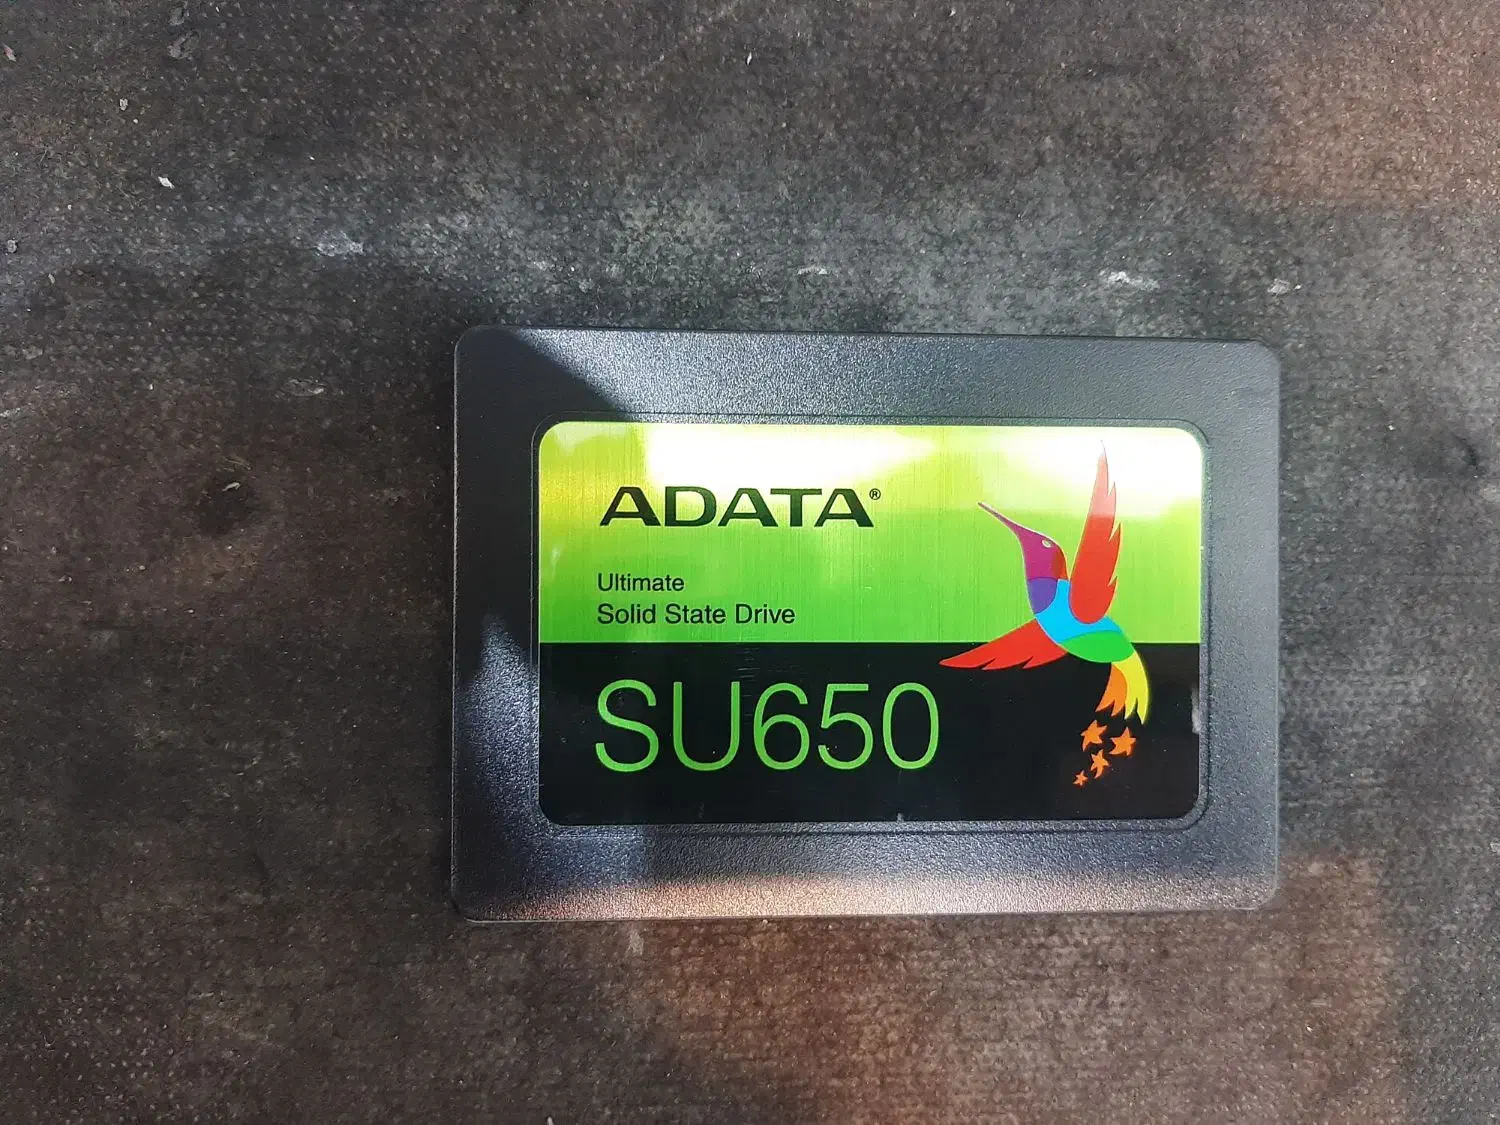 ADATA®
Ultimate
Solid State Drive
SU650